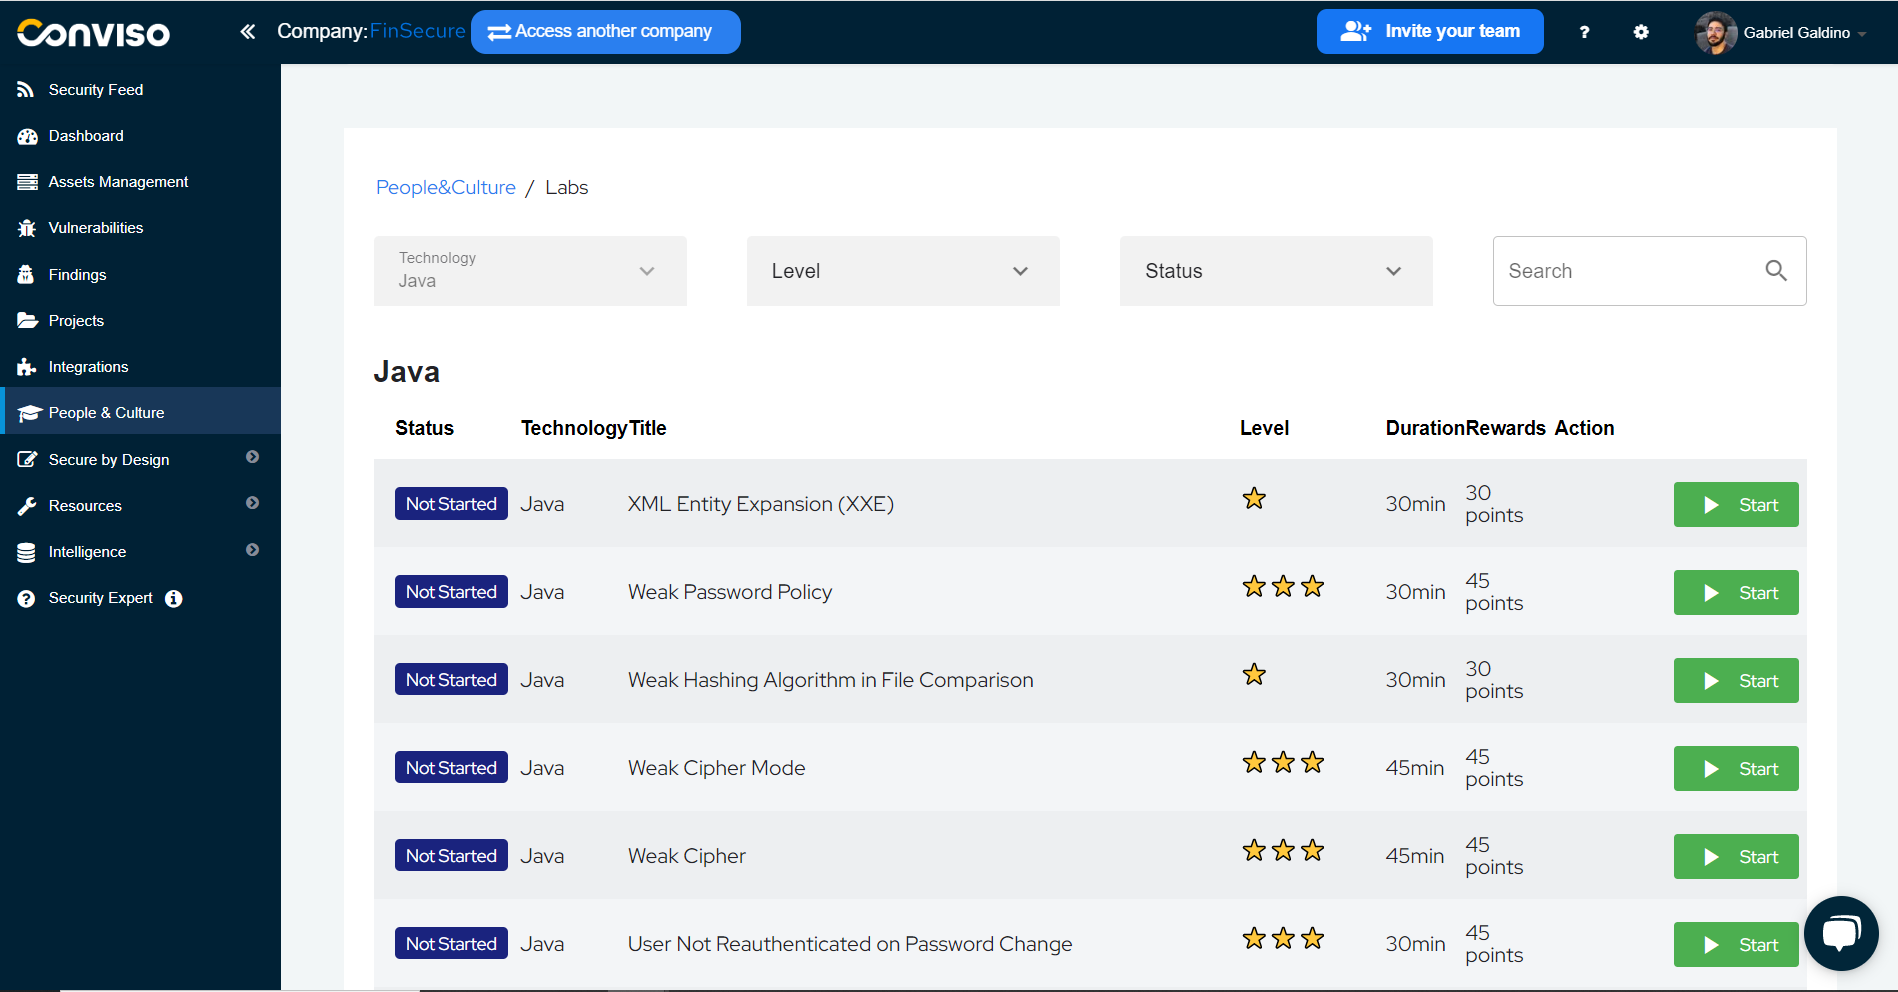 Conviso
Company: FinSecure
Access another company
Invite your team
?
Gabriel Galdino
Security Feed
Dashboard
Assets Management
Vulnerabilities
Findings
Projects
Integrations
People & Culture
Secure by Design
Resources
Intelligence
Security Expert
People&Culture / Labs
Technology
Java
Level
Status
Search
Java
Status Technology Title Level Duration Rewards Action
Not Started Java XML Entity Expansion (XXE) 30min 30 points Start
Not Started Java Weak Password Policy 30min 45 points Start
Not Started Java Weak Hashing Algorithm in File Comparison 30min 30 points Start
Not Started Java Weak Cipher Mode 45min 45 points Start
Not Started Java Weak Cipher 45min 45 points Start
Not Started Java User Not Reauthenticated on Password Change 30min 45 points Start